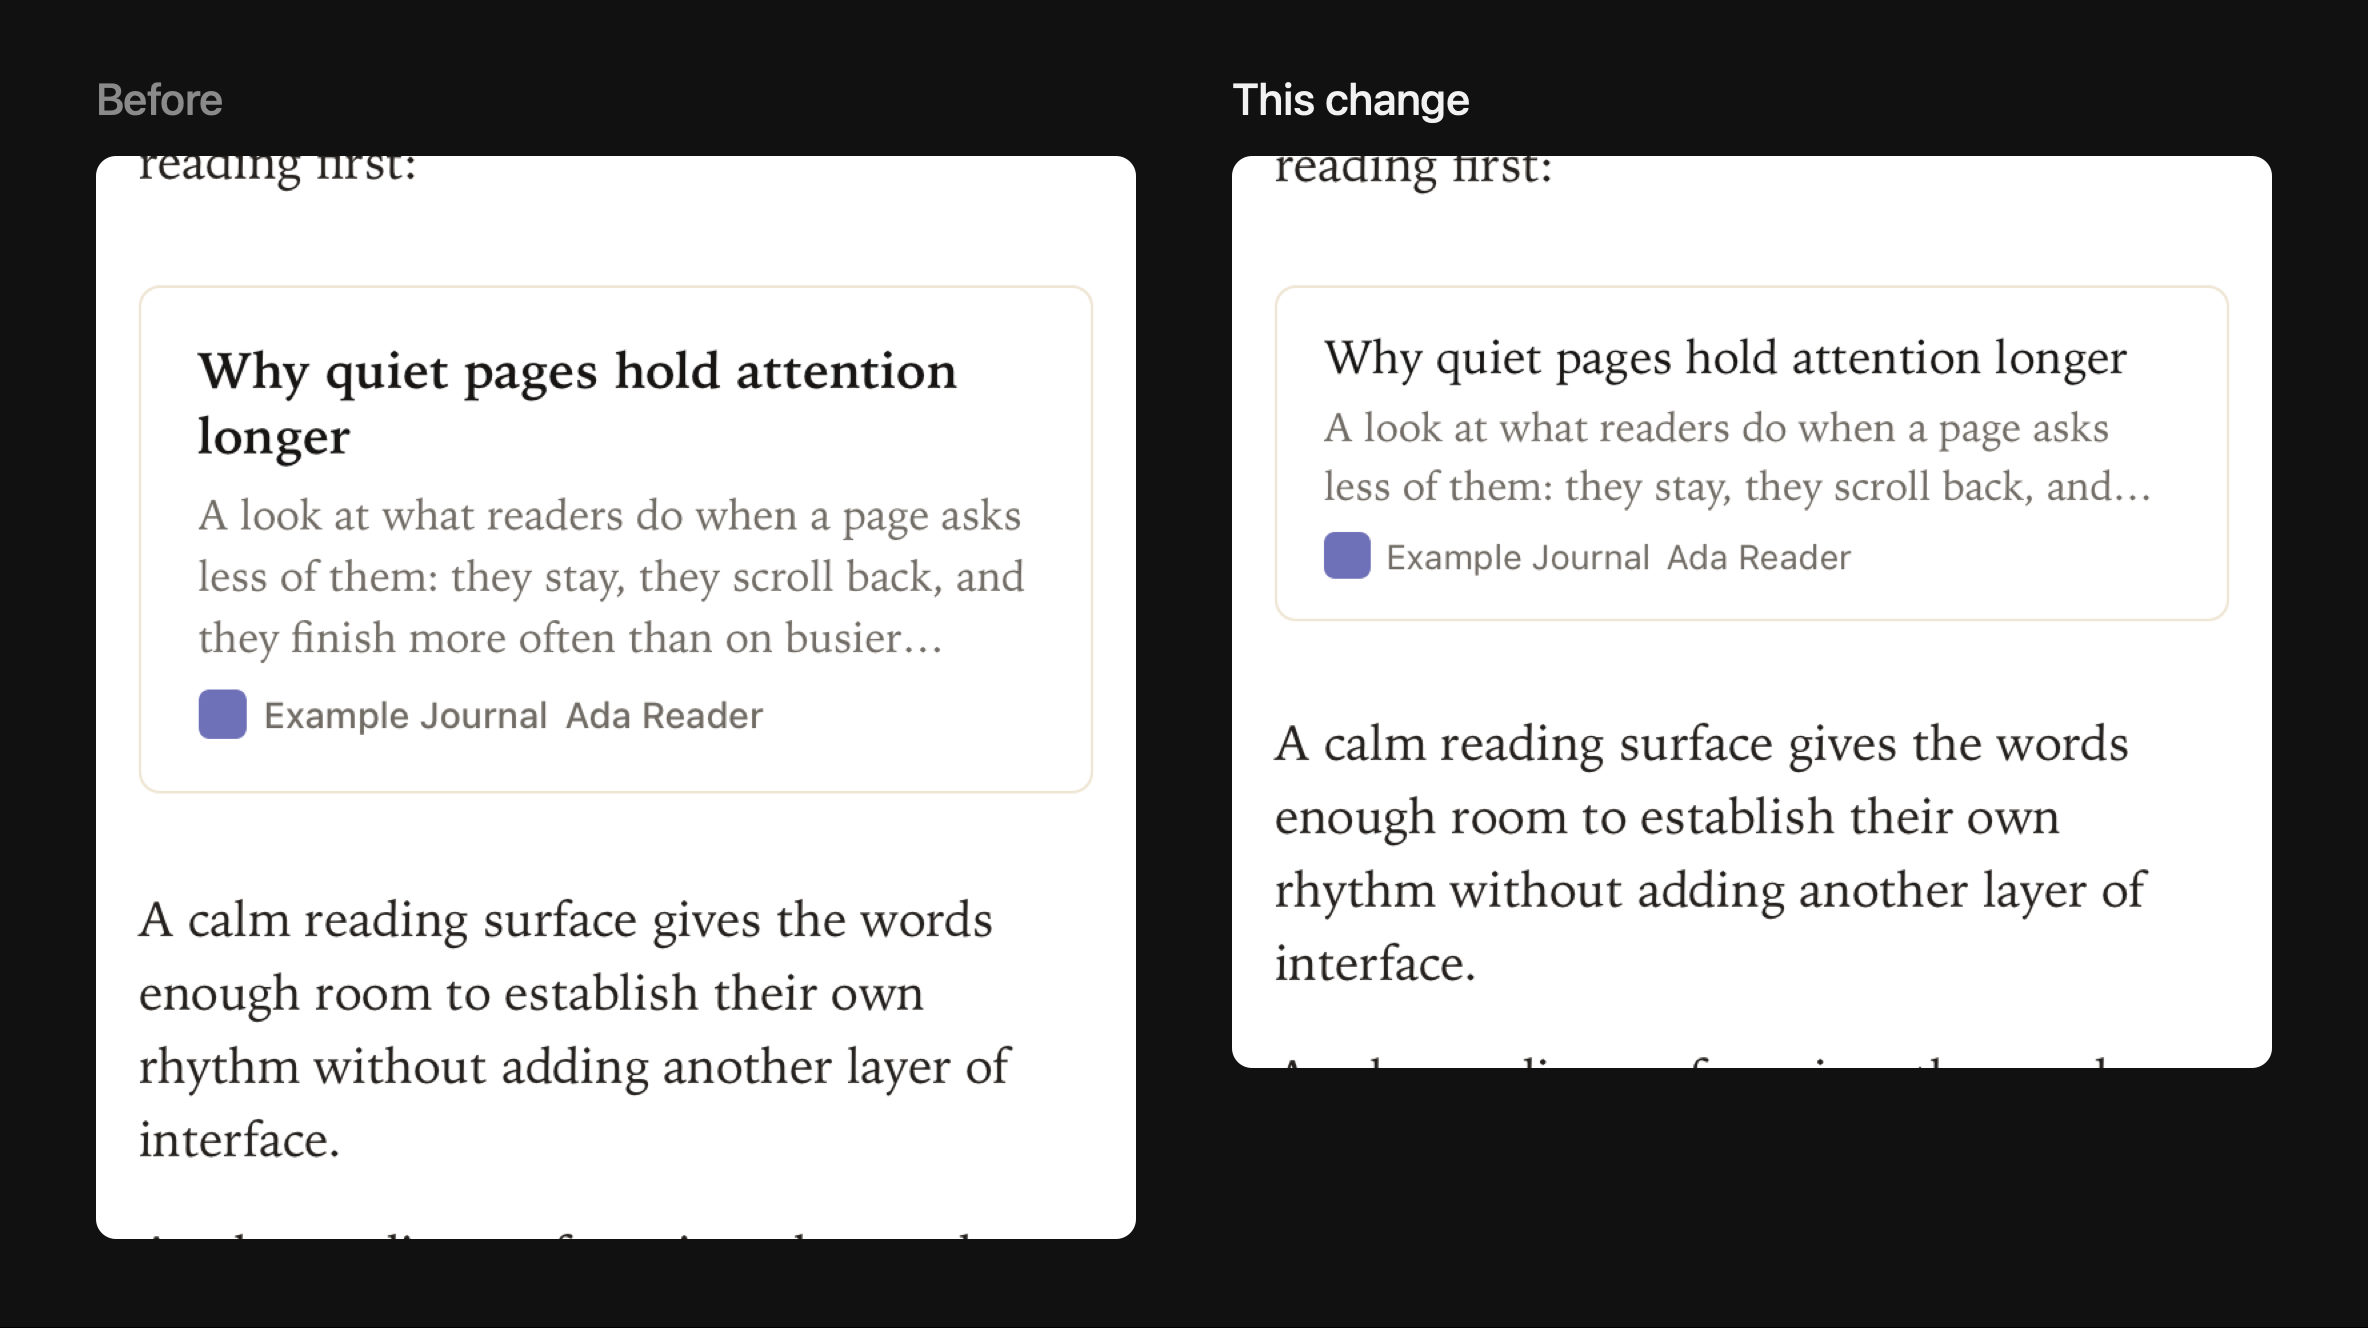 Before
reading first:
Why quiet pages hold attention
longer
A look at what readers do when a page asks
less of them: they stay, they scroll back, and
they finish more often than on busier…
Example Journal Ada Reader
A calm reading surface gives the words
enough room to establish their own
rhythm without adding another layer of
interface.
This change
reading first:
Why quiet pages hold attention longer
A look at what readers do when a page asks
less of them: they stay, they scroll back, and…
Example Journal Ada Reader
A calm reading surface gives the words
enough room to establish their own
rhythm without adding another layer of
interface.